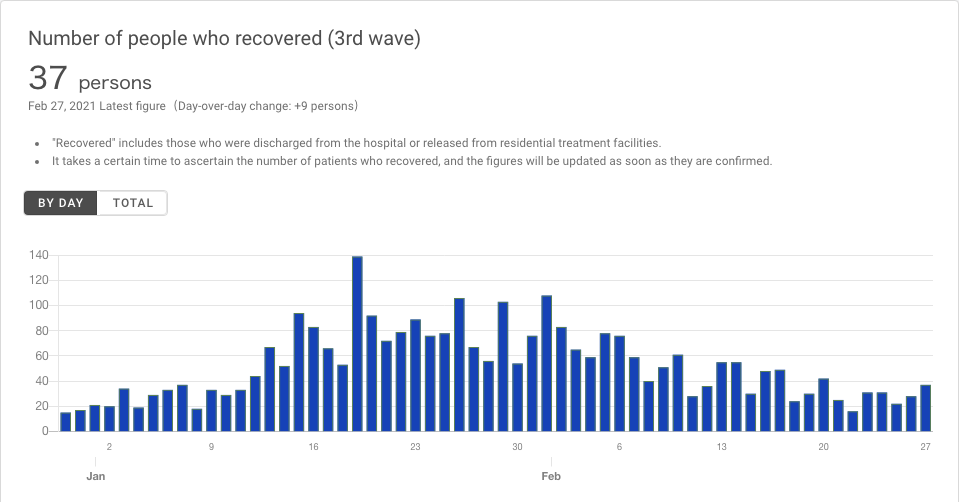 Number of people who recovered (3rd wave)
37 persons
Feb 27, 2021 Latest figure（Day-over-day change: +9 persons）
• "Recovered" includes those who were discharged from the hospital or released from residential treatment facilities.
• It takes a certain time to ascertain the number of patients who recovered, and the figures will be updated as soon as they are confirmed.
BY DAY TOTAL
140
120
100
80
60
40
20
0
2 9 16 23 30 6 13 20 27
Jan Feb